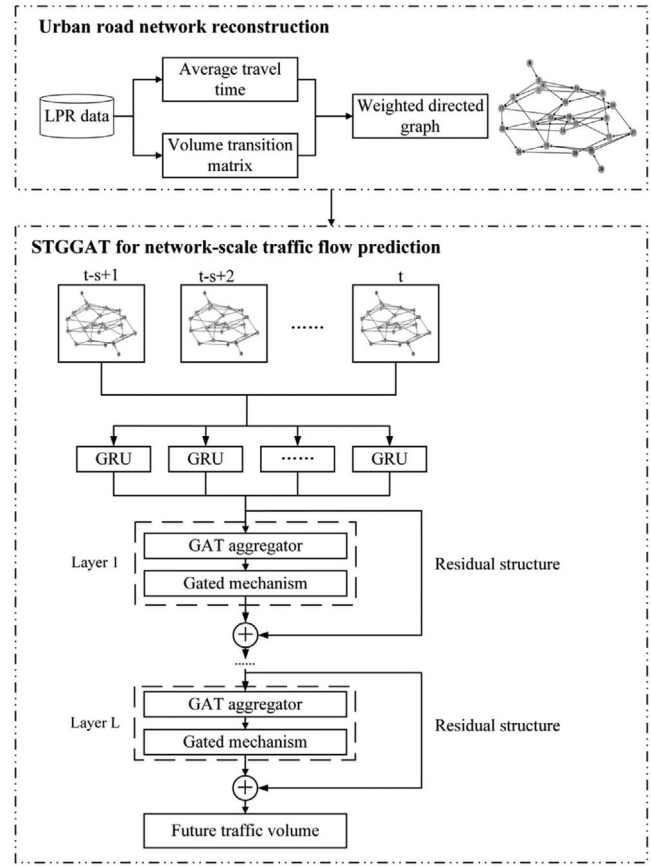 Urban road network reconstruction
LPR data
Average travel
time
Volume transition
matrix
Weighted directed
graph
STGGAT for network-scale traffic flow prediction
t-s+1
t-s+2
t
......
GRU
GRU
......
GRU
Layer 1
GAT aggregator
Gated mechanism
Residual structure
+
......
Layer L
GAT aggregator
Gated mechanism
Residual structure
+
Future traffic volume